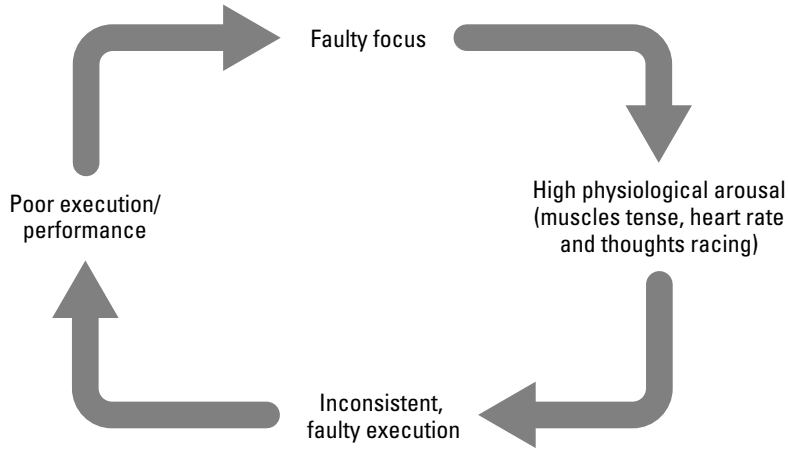 Faulty focus
High physiological arousal
(muscles tense, heart rate
and thoughts racing)
Inconsistent,
faulty execution
Poor execution/
performance